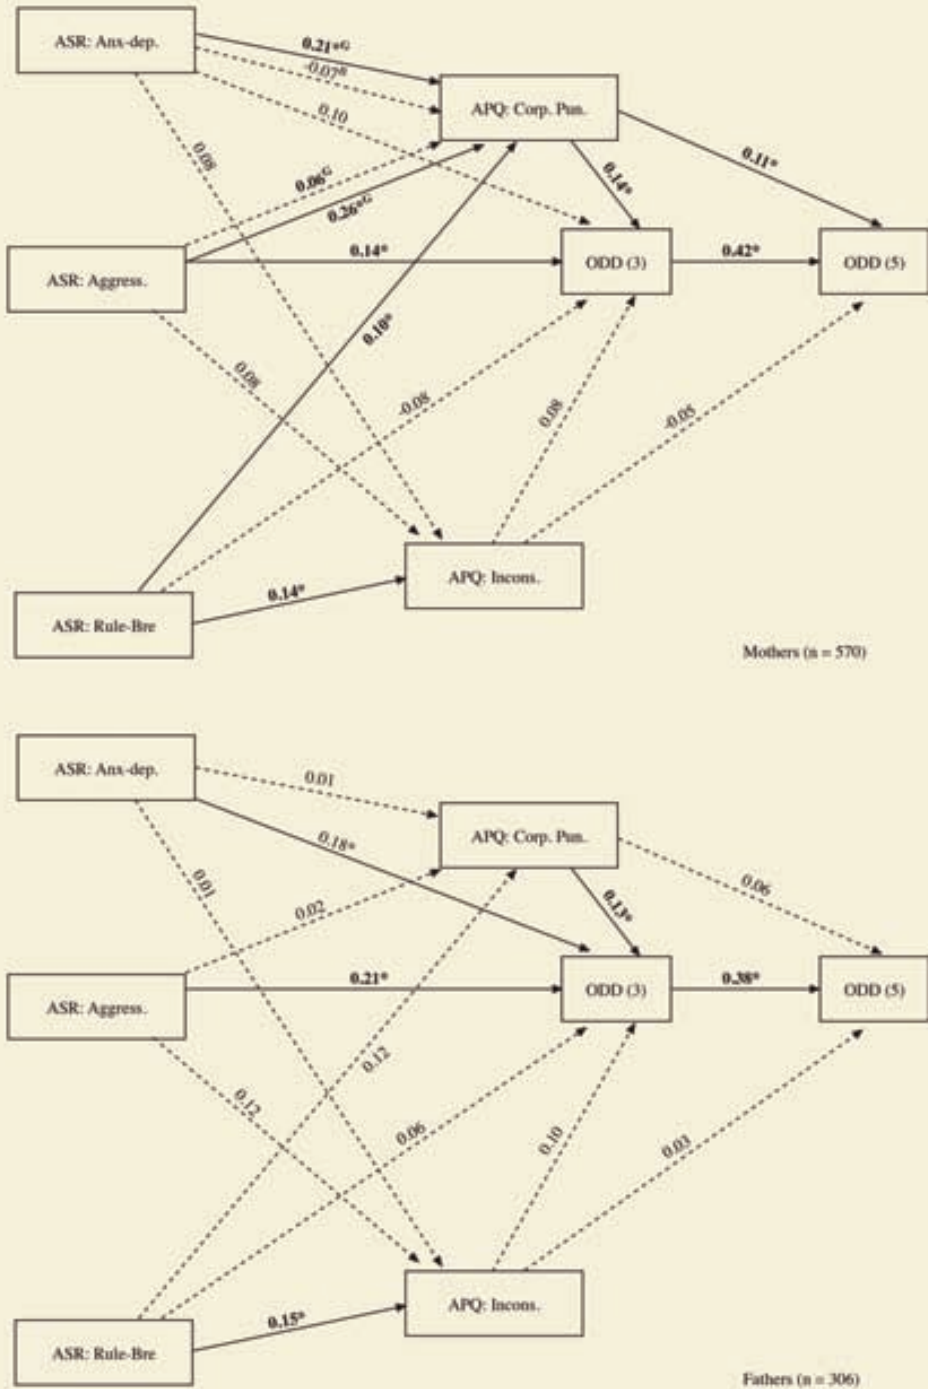 ASR: Anx-dep.
0.21*G
-0.07B
0.10
APQ: Corp. Pun.
0.08
0.06G
0.26*G
0.14*
0.11*
ASR: Aggress.
0.14*
ODD (3)
0.42*
ODD (5)
0.10*
0.08
-0.08
0.08
-0.05
APQ: Incons.
0.14*
ASR: Rule-Bre
Mothers (n = 570)
ASR: Anx-dep.
0.01
APQ: Corp. Pun.
0.18*
0.01
0.02
0.13*
0.06
ASR: Aggress.
0.21*
ODD (3)
0.38*
ODD (5)
0.12
0.12
0.06
0.10
0.03
APQ: Incons.
0.15*
ASR: Rule-Bre
Fathers (n = 306)